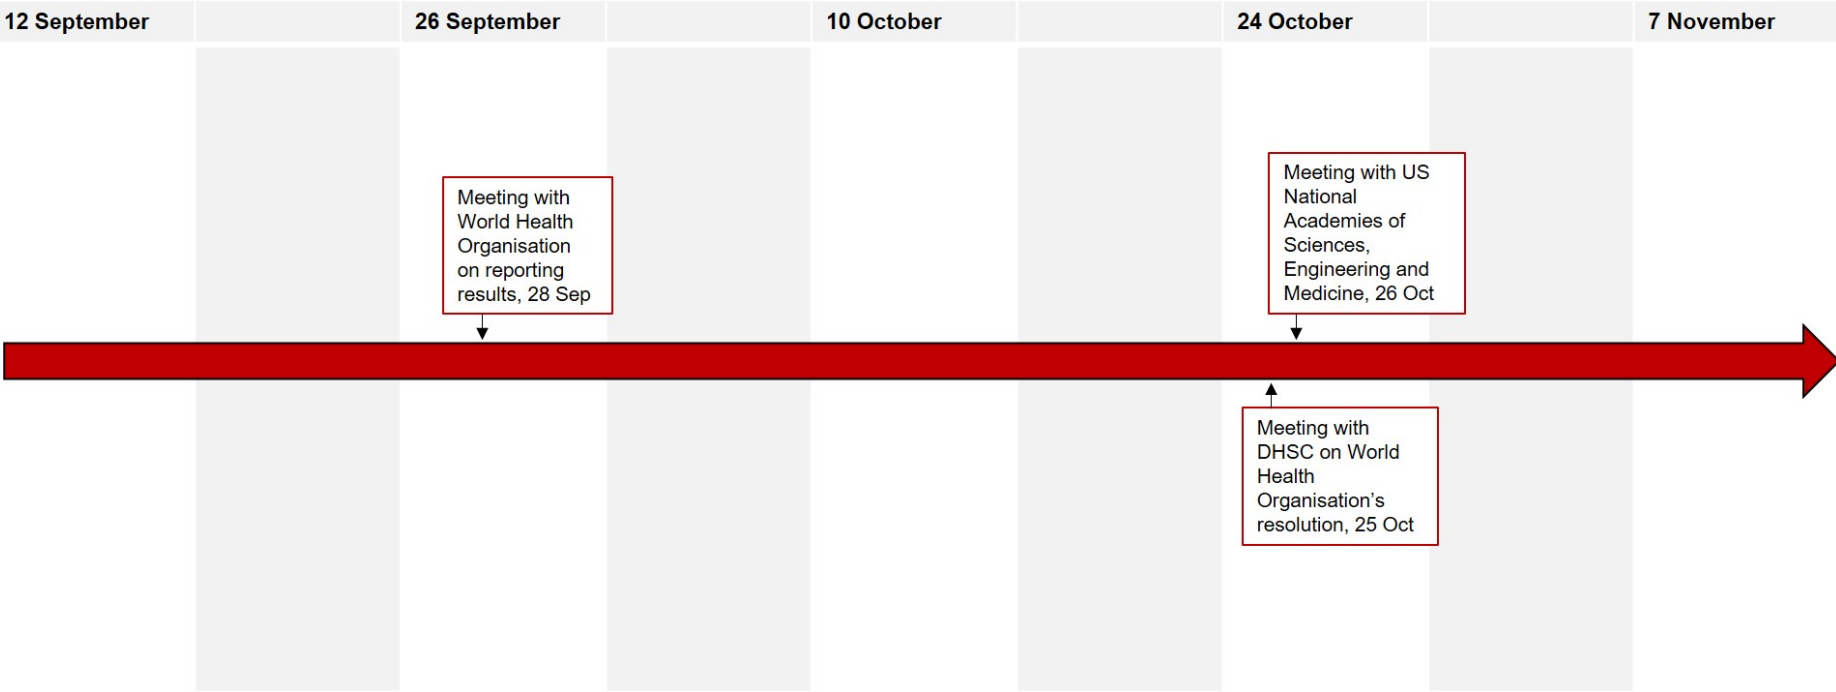 12 September
26 September
10 October
24 October
7 November
Meeting with
World Health
Organisation
on reporting
results, 28 Sep
Meeting with US
National
Academies of
Sciences,
Engineering and
Medicine, 26 Oct
Meeting with
DHSC on World
Health
Organisation’s
resolution, 25 Oct